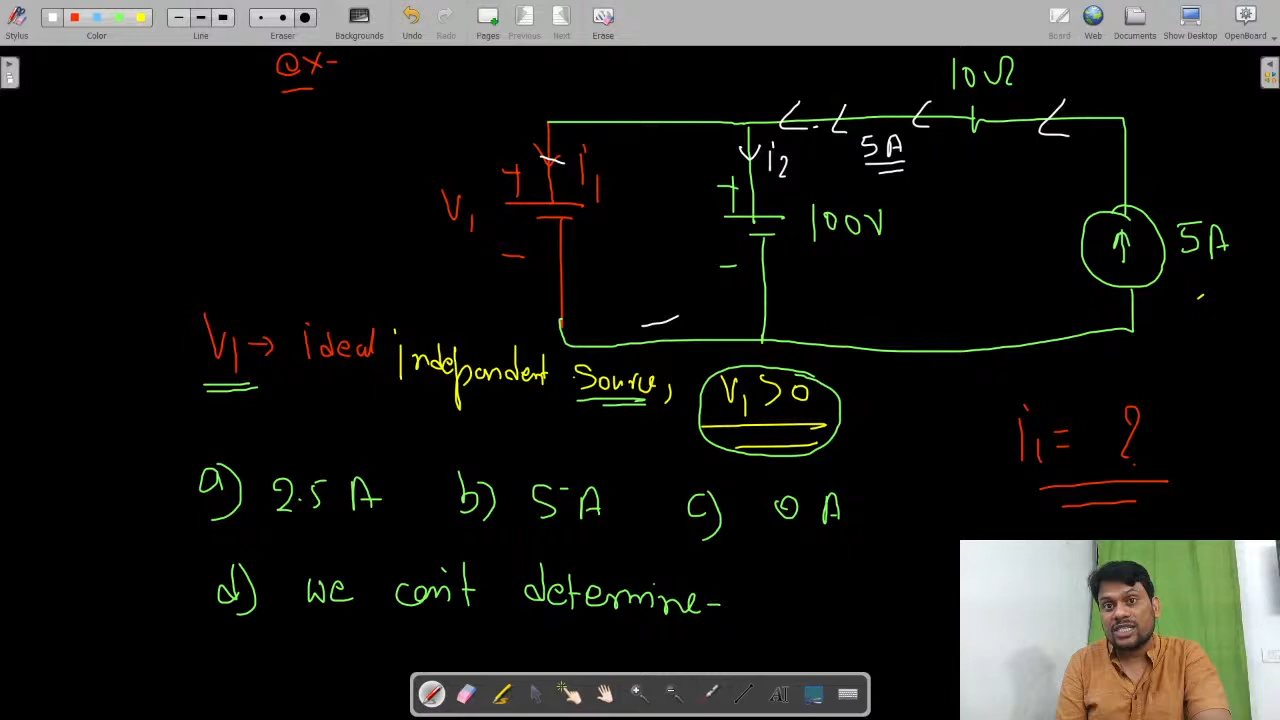 Stylus
Color
Line
Eraser
Backgrounds
Undo
Redo
Pages
Previous
Next
Erase
Board
Web
Documents
Show Desktop
OpenBoard
ex-
10Ω
5A
i1
i2
+
+
V1
100V
5A
-
-
V1 → ideal independent source, V1 > 0
i1 = ?
a) 2.5 A b) 5 A c) 0 A
d) we can't determine-
AI